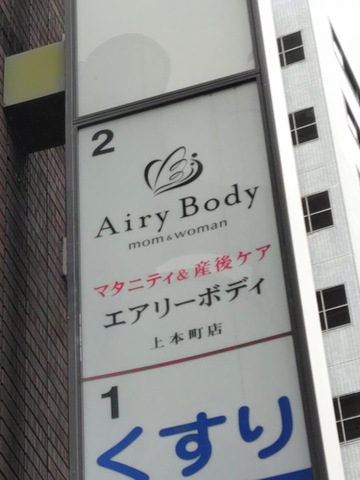 2
Airy Body
mom & woman
マタニティ&産後ケア
エアリーボディ
上本町店
1
くすり